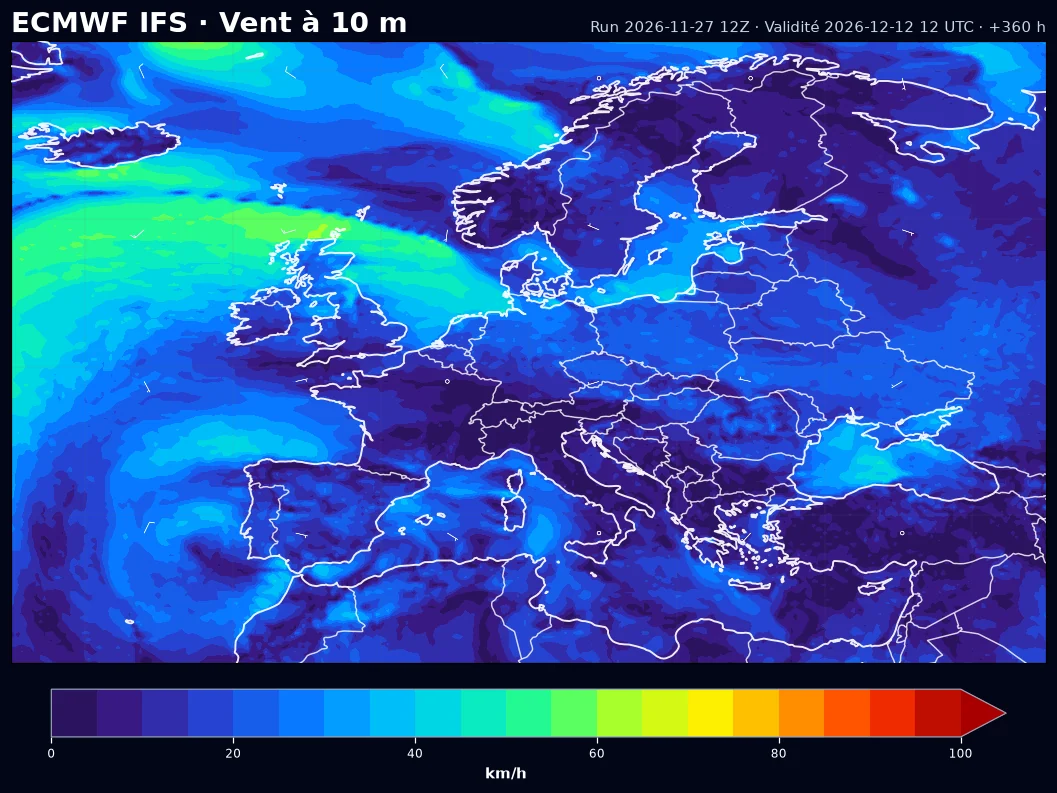 ECMWF IFS · Vent à 10 m
Run 2026-11-27 12Z · Validité 2026-12-12 12 UTC · +360 h
0 20 40 60 80 100
km/h